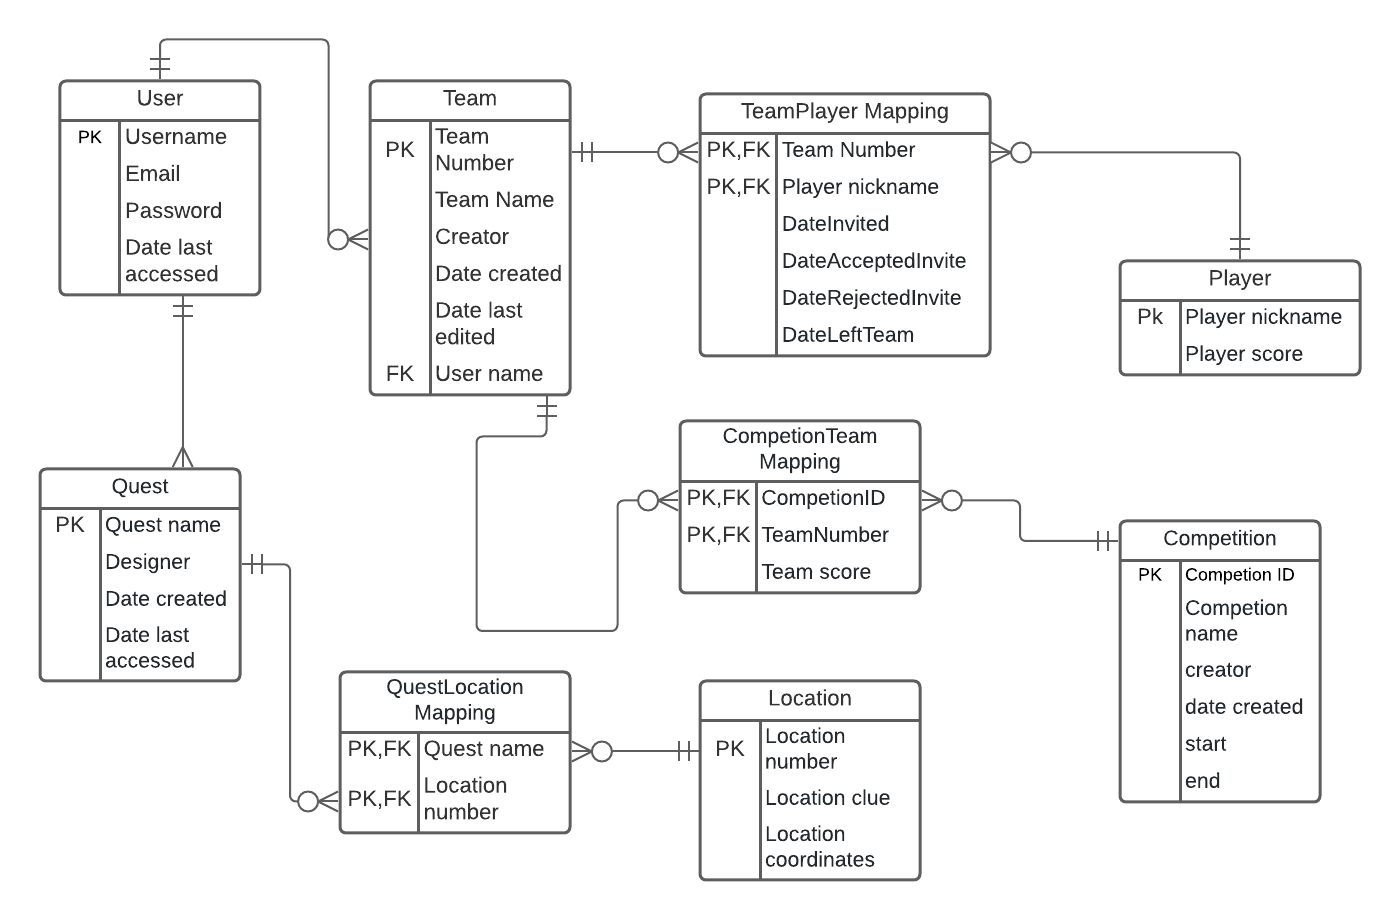 User
PK
Username
Email
Password
Date last
accessed
Team
PK
Team
Number
Team Name
Creator
Date created
Date last
edited
FK
User name
TeamPlayer Mapping
PK,FK
Team Number
PK,FK
Player nickname
DateInvited
DateAcceptedInvite
DateRejectedInvite
DateLeftTeam
Player
Pk
Player nickname
Player score
Quest
PK
Quest name
Designer
Date created
Date last
accessed
CompetionTeam
Mapping
PK,FK
CompetionID
PK,FK
TeamNumber
Team score
Competition
PK
Competion ID
Competion
name
creator
date created
start
end
QuestLocation
Mapping
PK,FK
Quest name
PK,FK
Location
number
Location
PK
Location
number
Location clue
Location
coordinates